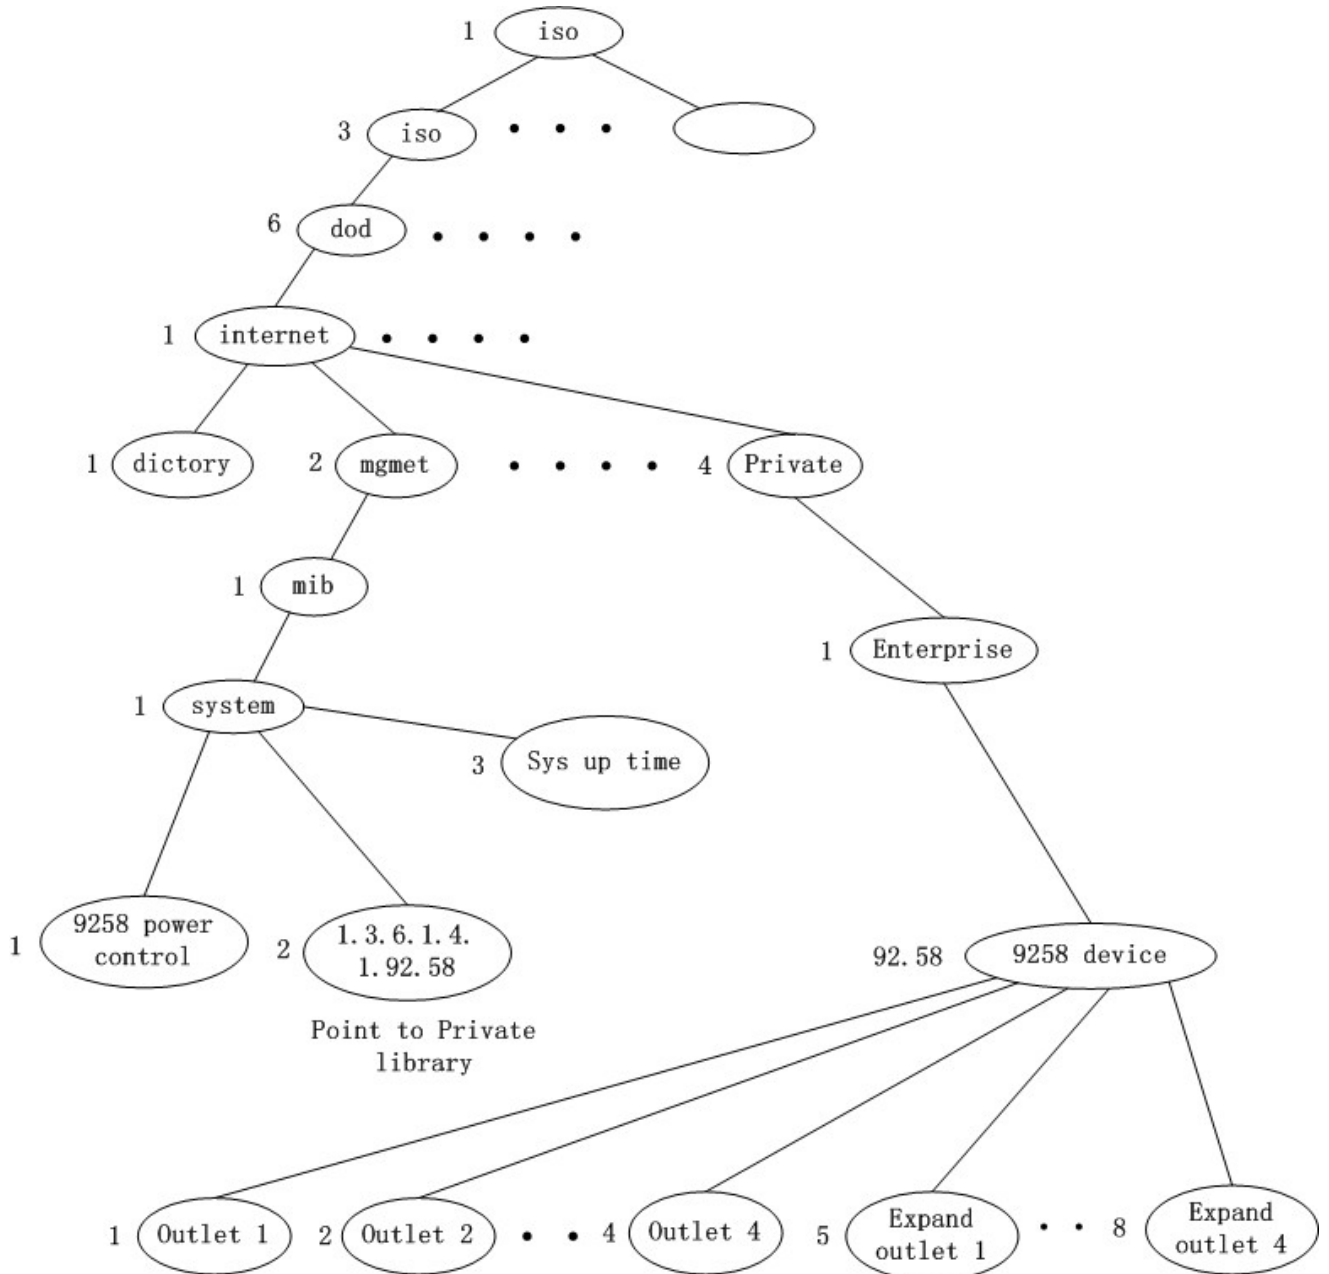 1 iso
3 iso
6 dod
1 internet
1 dictory 2 mgmet 4 Private
1 mib
1 Enterprise
1 system
3 Sys up time
1 9258 power
control
2 1.3.6.1.4.
1.92.58
92.58 9258 device
Point to Private
library
1 Outlet 1 2 Outlet 2 4 Outlet 4 5 Expand
outlet 1 8 Expand
outlet 4